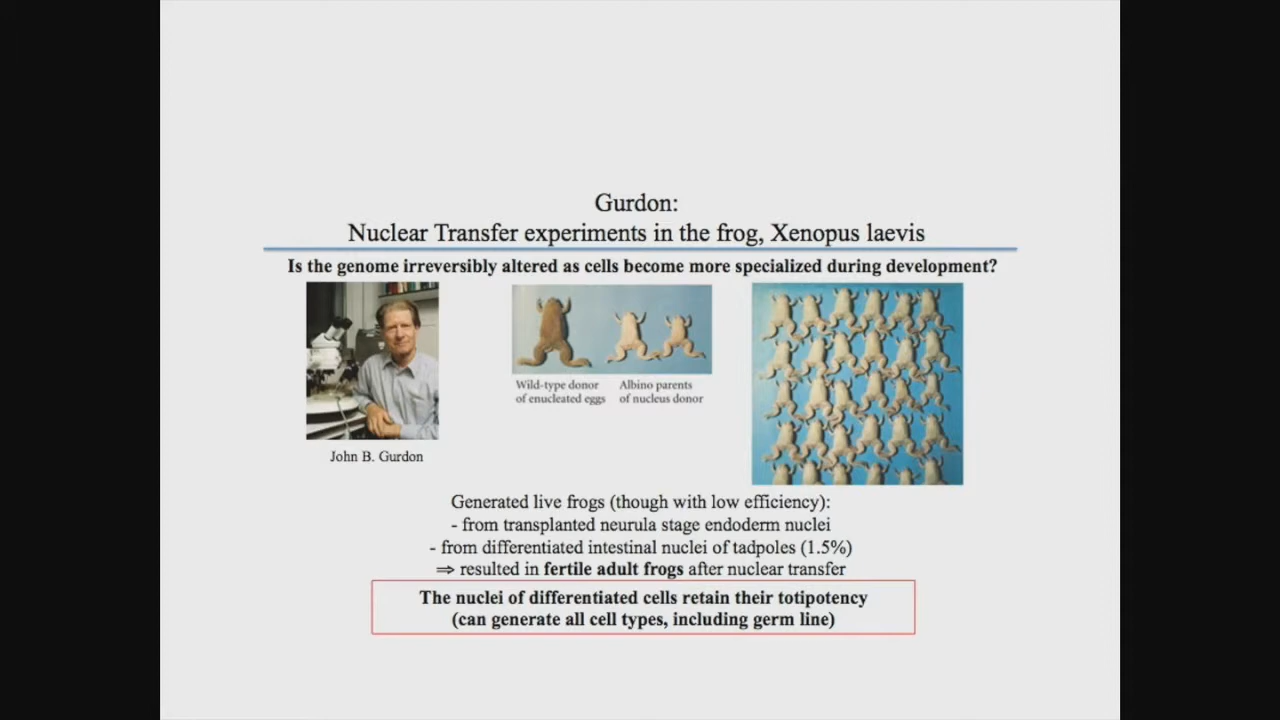 Gurdon:
Nuclear Transfer experiments in the frog, Xenopus laevis
Is the genome irreversibly altered as cells become more specialized during development?
Wild-type donor
of enucleated eggs
Albino parents
of nucleus donor
John B. Gurdon
Generated live frogs (though with low efficiency):
- from transplanted neurula stage endoderm nuclei
- from differentiated intestinal nuclei of tadpoles (1.5%)
⇒ resulted in fertile adult frogs after nuclear transfer
The nuclei of differentiated cells retain their totipotency
(can generate all cell types, including germ line)